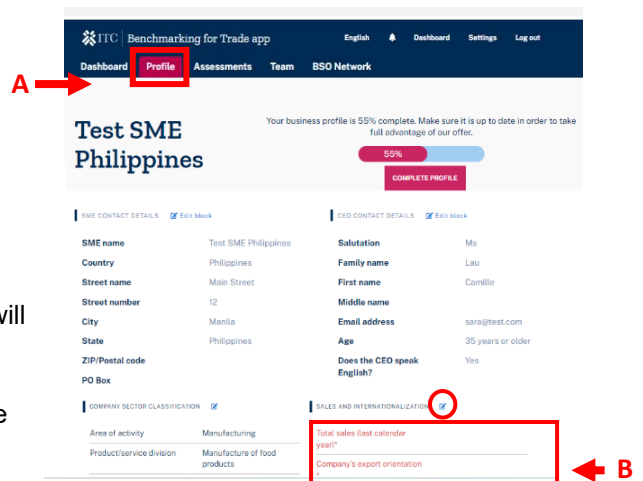 ITC Benchmarking for Trade app English Dashboard Settings Log out
Dashboard Profile Assessments Team BSO Network
A
Test SME
Philippines
Your business profile is 55% complete. Make sure it is up to date in order to take
full advantage of our offer.
55%
COMPLETE PROFILE
SME CONTACT DETAILS Edit block
SME name Test SME Philippines
Country Philippines
Street name Main Street
Street number 12
City Manila
State Philippines
ZIP/Postal code
PO Box
CEO CONTACT DETAILS Edit block
Salutation Ms
Family name Lau
First name Camille
Middle name
Email address sara@test.com
Age 35 years or older
Does the CEO speak Yes
English?
will
e
COMPANY SECTOR CLASSIFICATION
Area of activity Manufacturing
Product/service division Manufacture of food
products
SALES AND INTERNATIONALIZATION
Total sales (last calendar
year)*
Company's export orientation
*
B